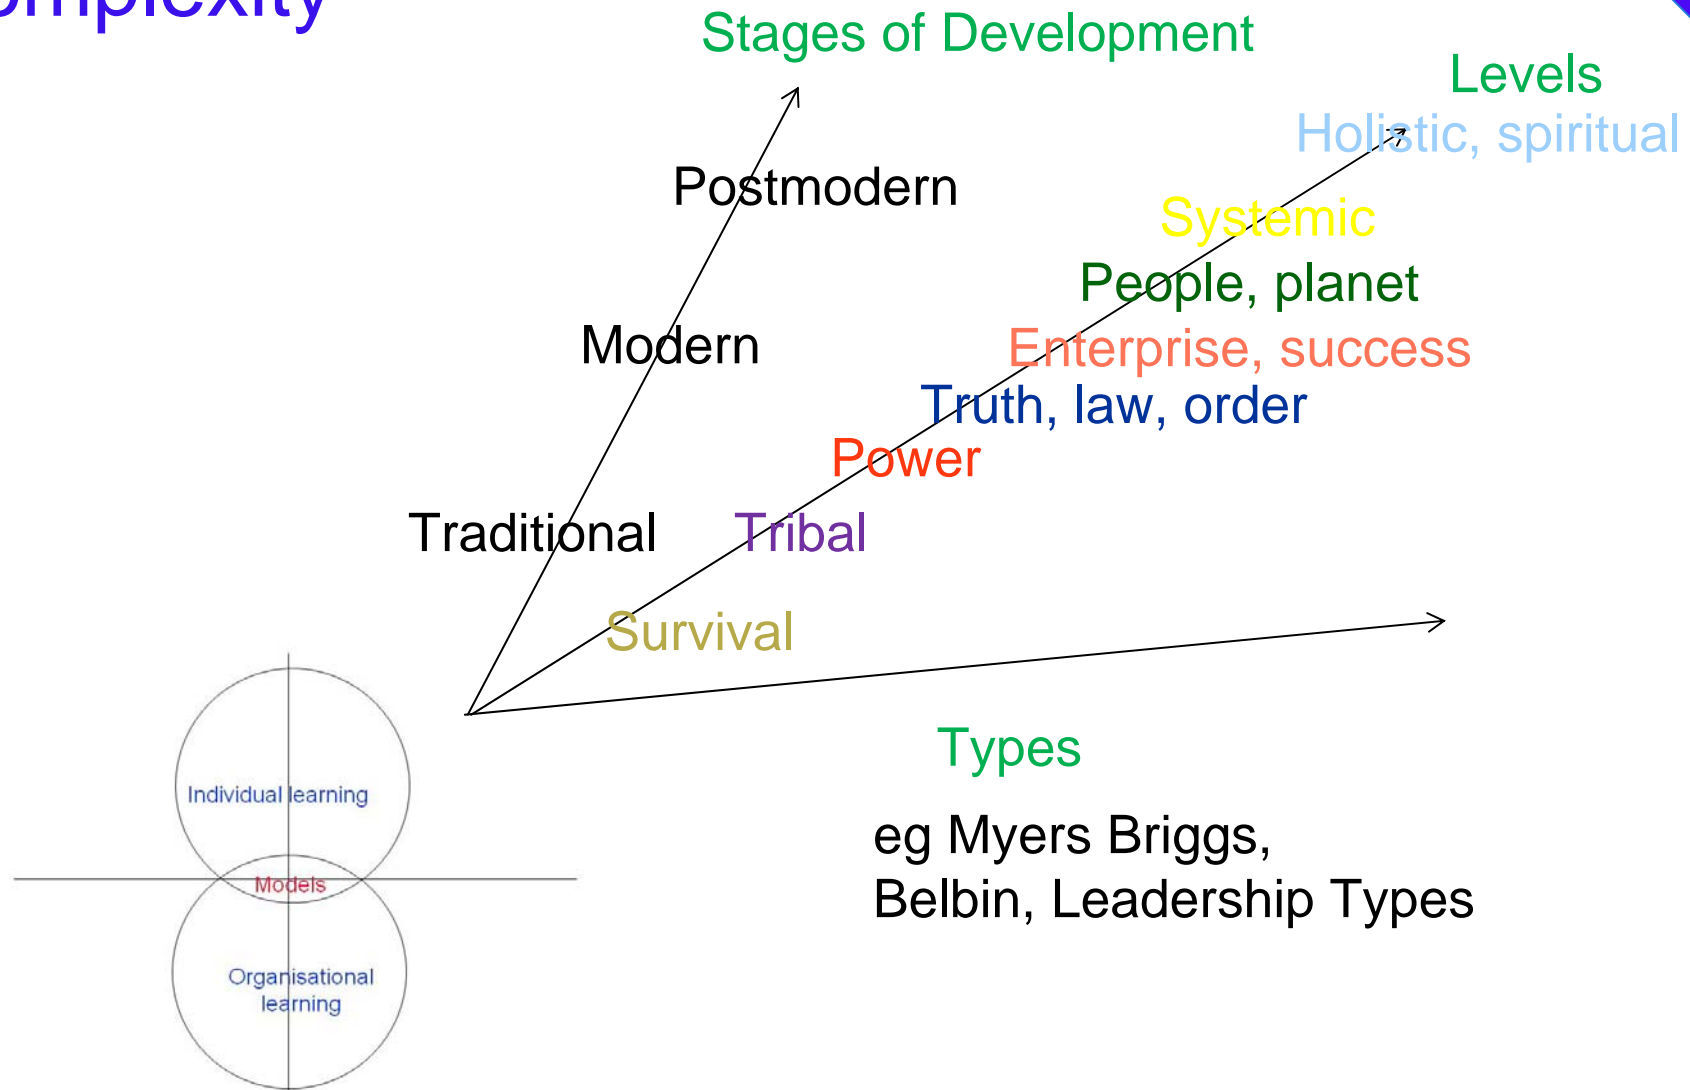 omplexity
Stages of Development
Levels
Holistic, spiritual
Postmodern
Systemic
People, planet
Modern
Enterprise, success
Truth, law, order
Power
Traditional
Tribal
Survival
Types
eg Myers Briggs,
Belbin, Leadership Types
Individual learning
Models
Organisational
learning